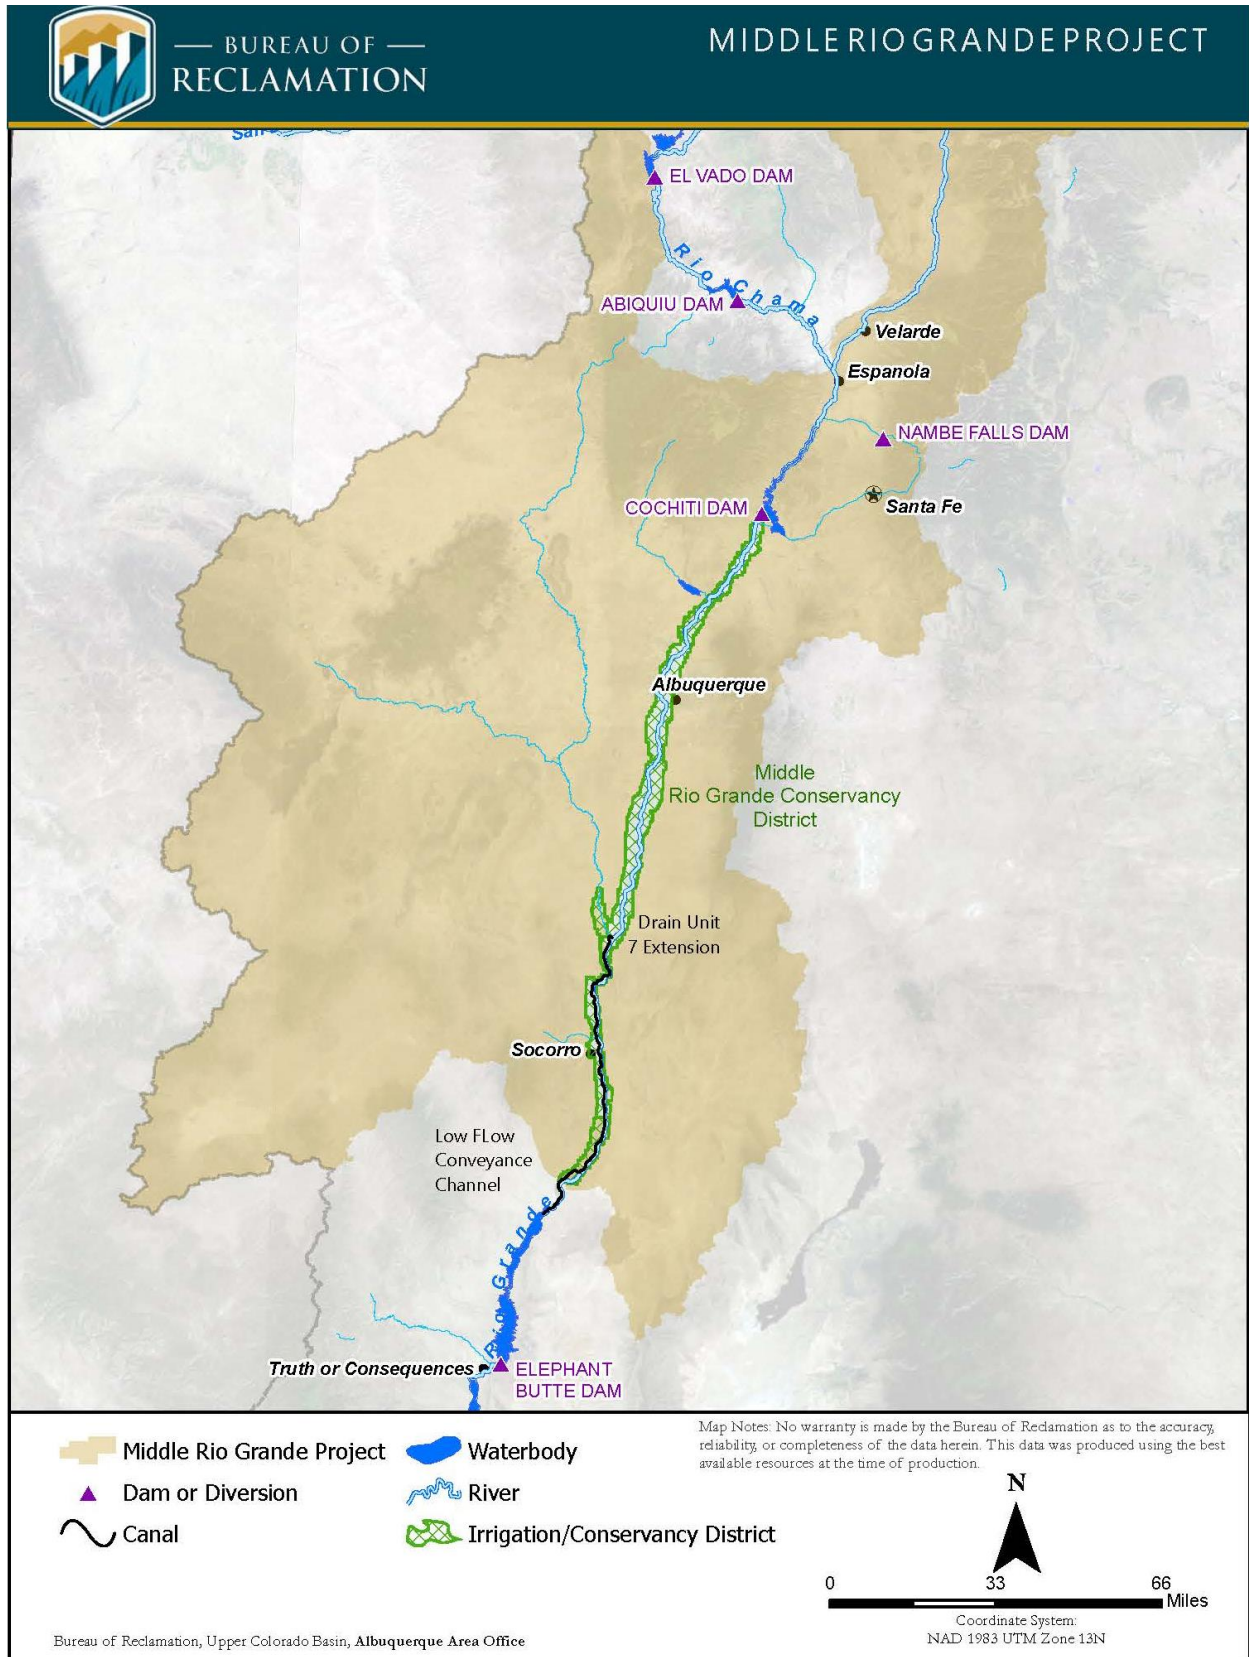 BUREAU OF
RECLAMATION
MIDDLE RIO GRANDE PROJECT
San
EL VADO DAM
Rio Chama
ABIQUIU DAM
Velarde
Espanola
NAMBE FALLS DAM
COCHITI DAM
Santa Fe
Albuquerque
Middle
Rio Grande Conservancy
District
Drain Unit
7 Extension
Socorro
Low FLow
Conveyance
Channel
Rio Grande
Truth or Consequences
ELEPHANT
BUTTE DAM
Middle Rio Grande Project
Dam or Diversion
Canal
Waterbody
River
Irrigation/Conservancy District
Map Notes: No warranty is made by the Bureau of Reclamation as to the accuracy,
reliability, or completeness of the data herein. This data was produced using the best
available resources at the time of production.
N
0 33 66
Miles
Coordinate System:
NAD 1983 UTM Zone 13N
Bureau of Reclamation, Upper Colorado Basin, Albuquerque Area Office